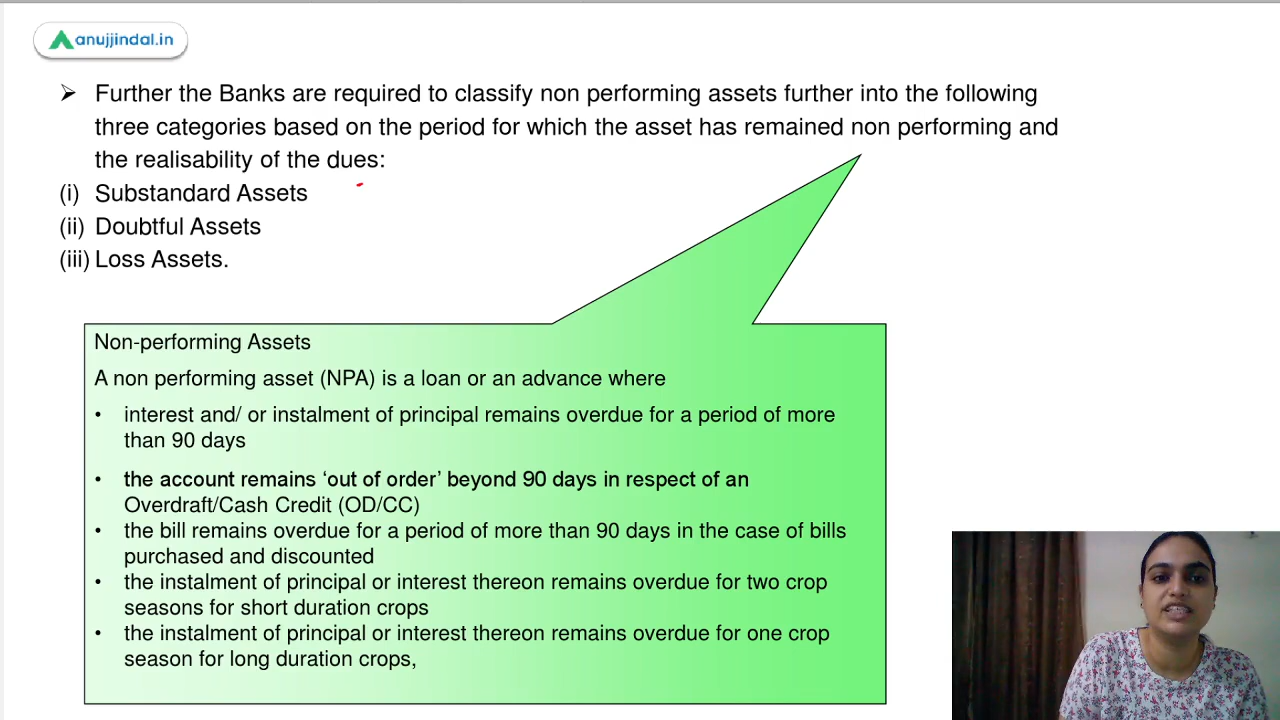 anujjindal.in
➢ Further the Banks are required to classify non performing assets further into the following
three categories based on the period for which the asset has remained non performing and
the realisability of the dues:
(i) Substandard Assets
(ii) Doubtful Assets
(iii) Loss Assets.
Non-performing Assets
A non performing asset (NPA) is a loan or an advance where
• interest and/ or instalment of principal remains overdue for a period of more
than 90 days
• the account remains ‘out of order’ beyond 90 days in respect of an
Overdraft/Cash Credit (OD/CC)
• the bill remains overdue for a period of more than 90 days in the case of bills
purchased and discounted
• the instalment of principal or interest thereon remains overdue for two crop
seasons for short duration crops
• the instalment of principal or interest thereon remains overdue for one crop
season for long duration crops,